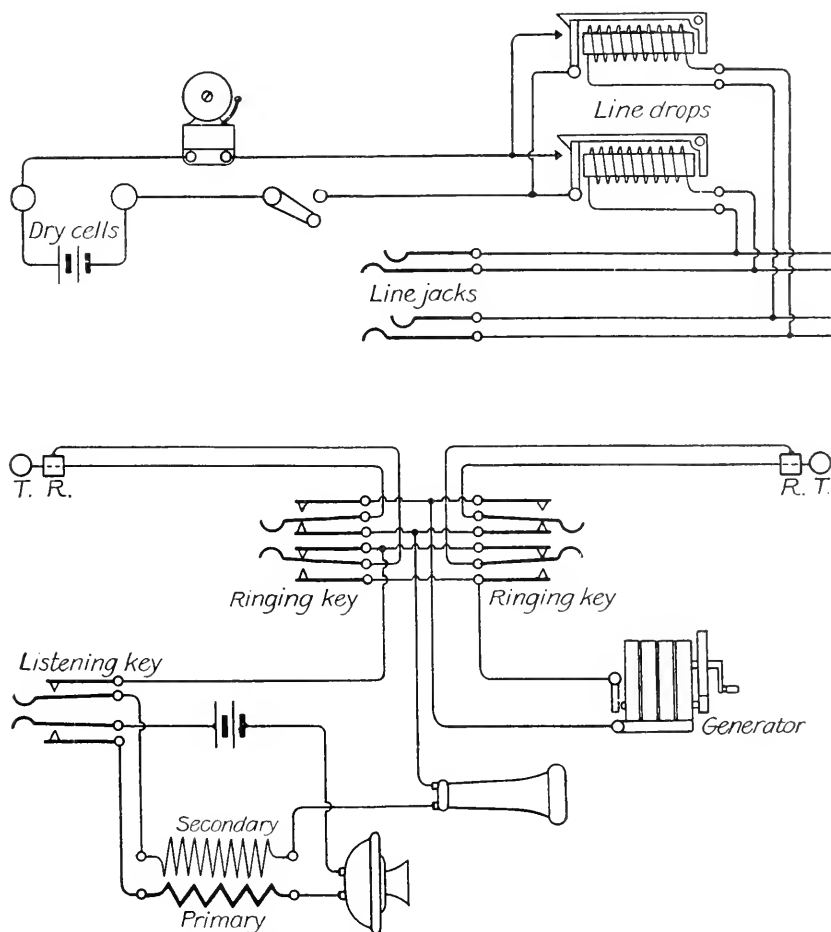 Line drops
Dry cells
Line jacks
T. R.
R. T.
Ringing key
Ringing key
Listening key
Generator
Secondary
Primary